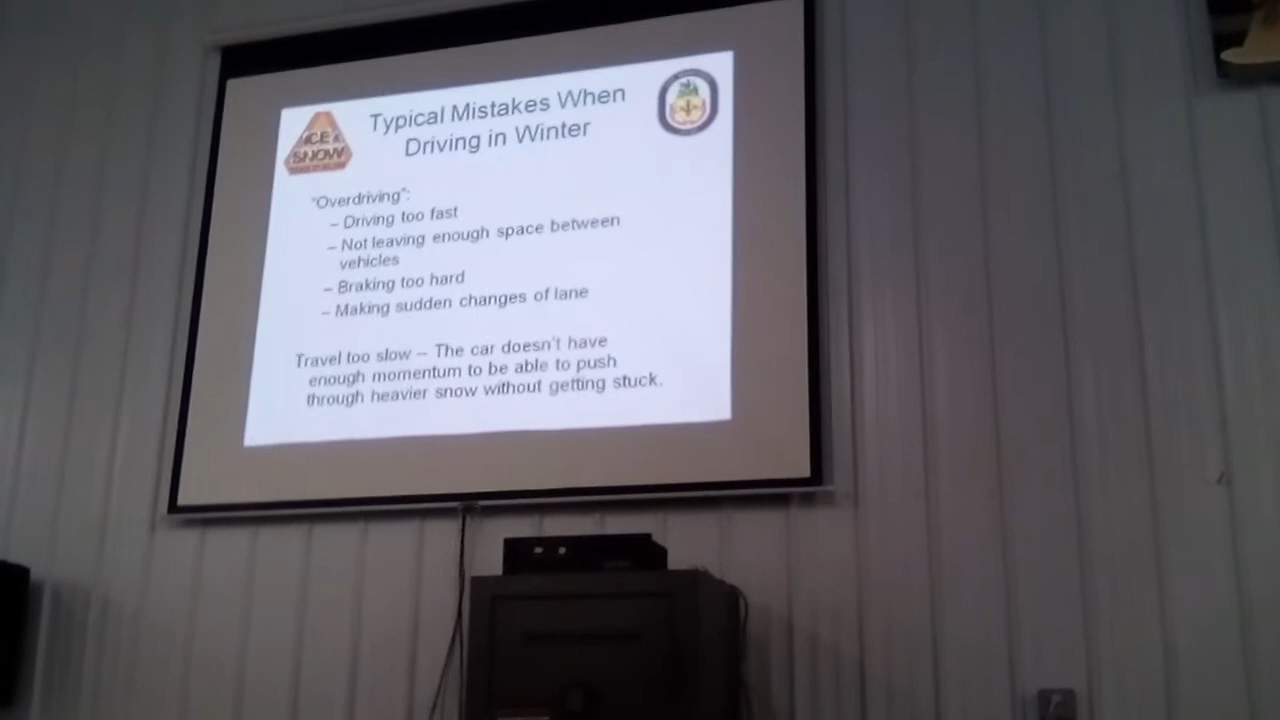 Typical Mistakes When
Driving in Winter
ICE &
SNOW
"Overdriving":
– Driving too fast
– Not leaving enough space between
vehicles
– Braking too hard
– Making sudden changes of lane
Travel too slow – The car doesn't have
enough momentum to be able to push
through heavier snow without getting stuck.